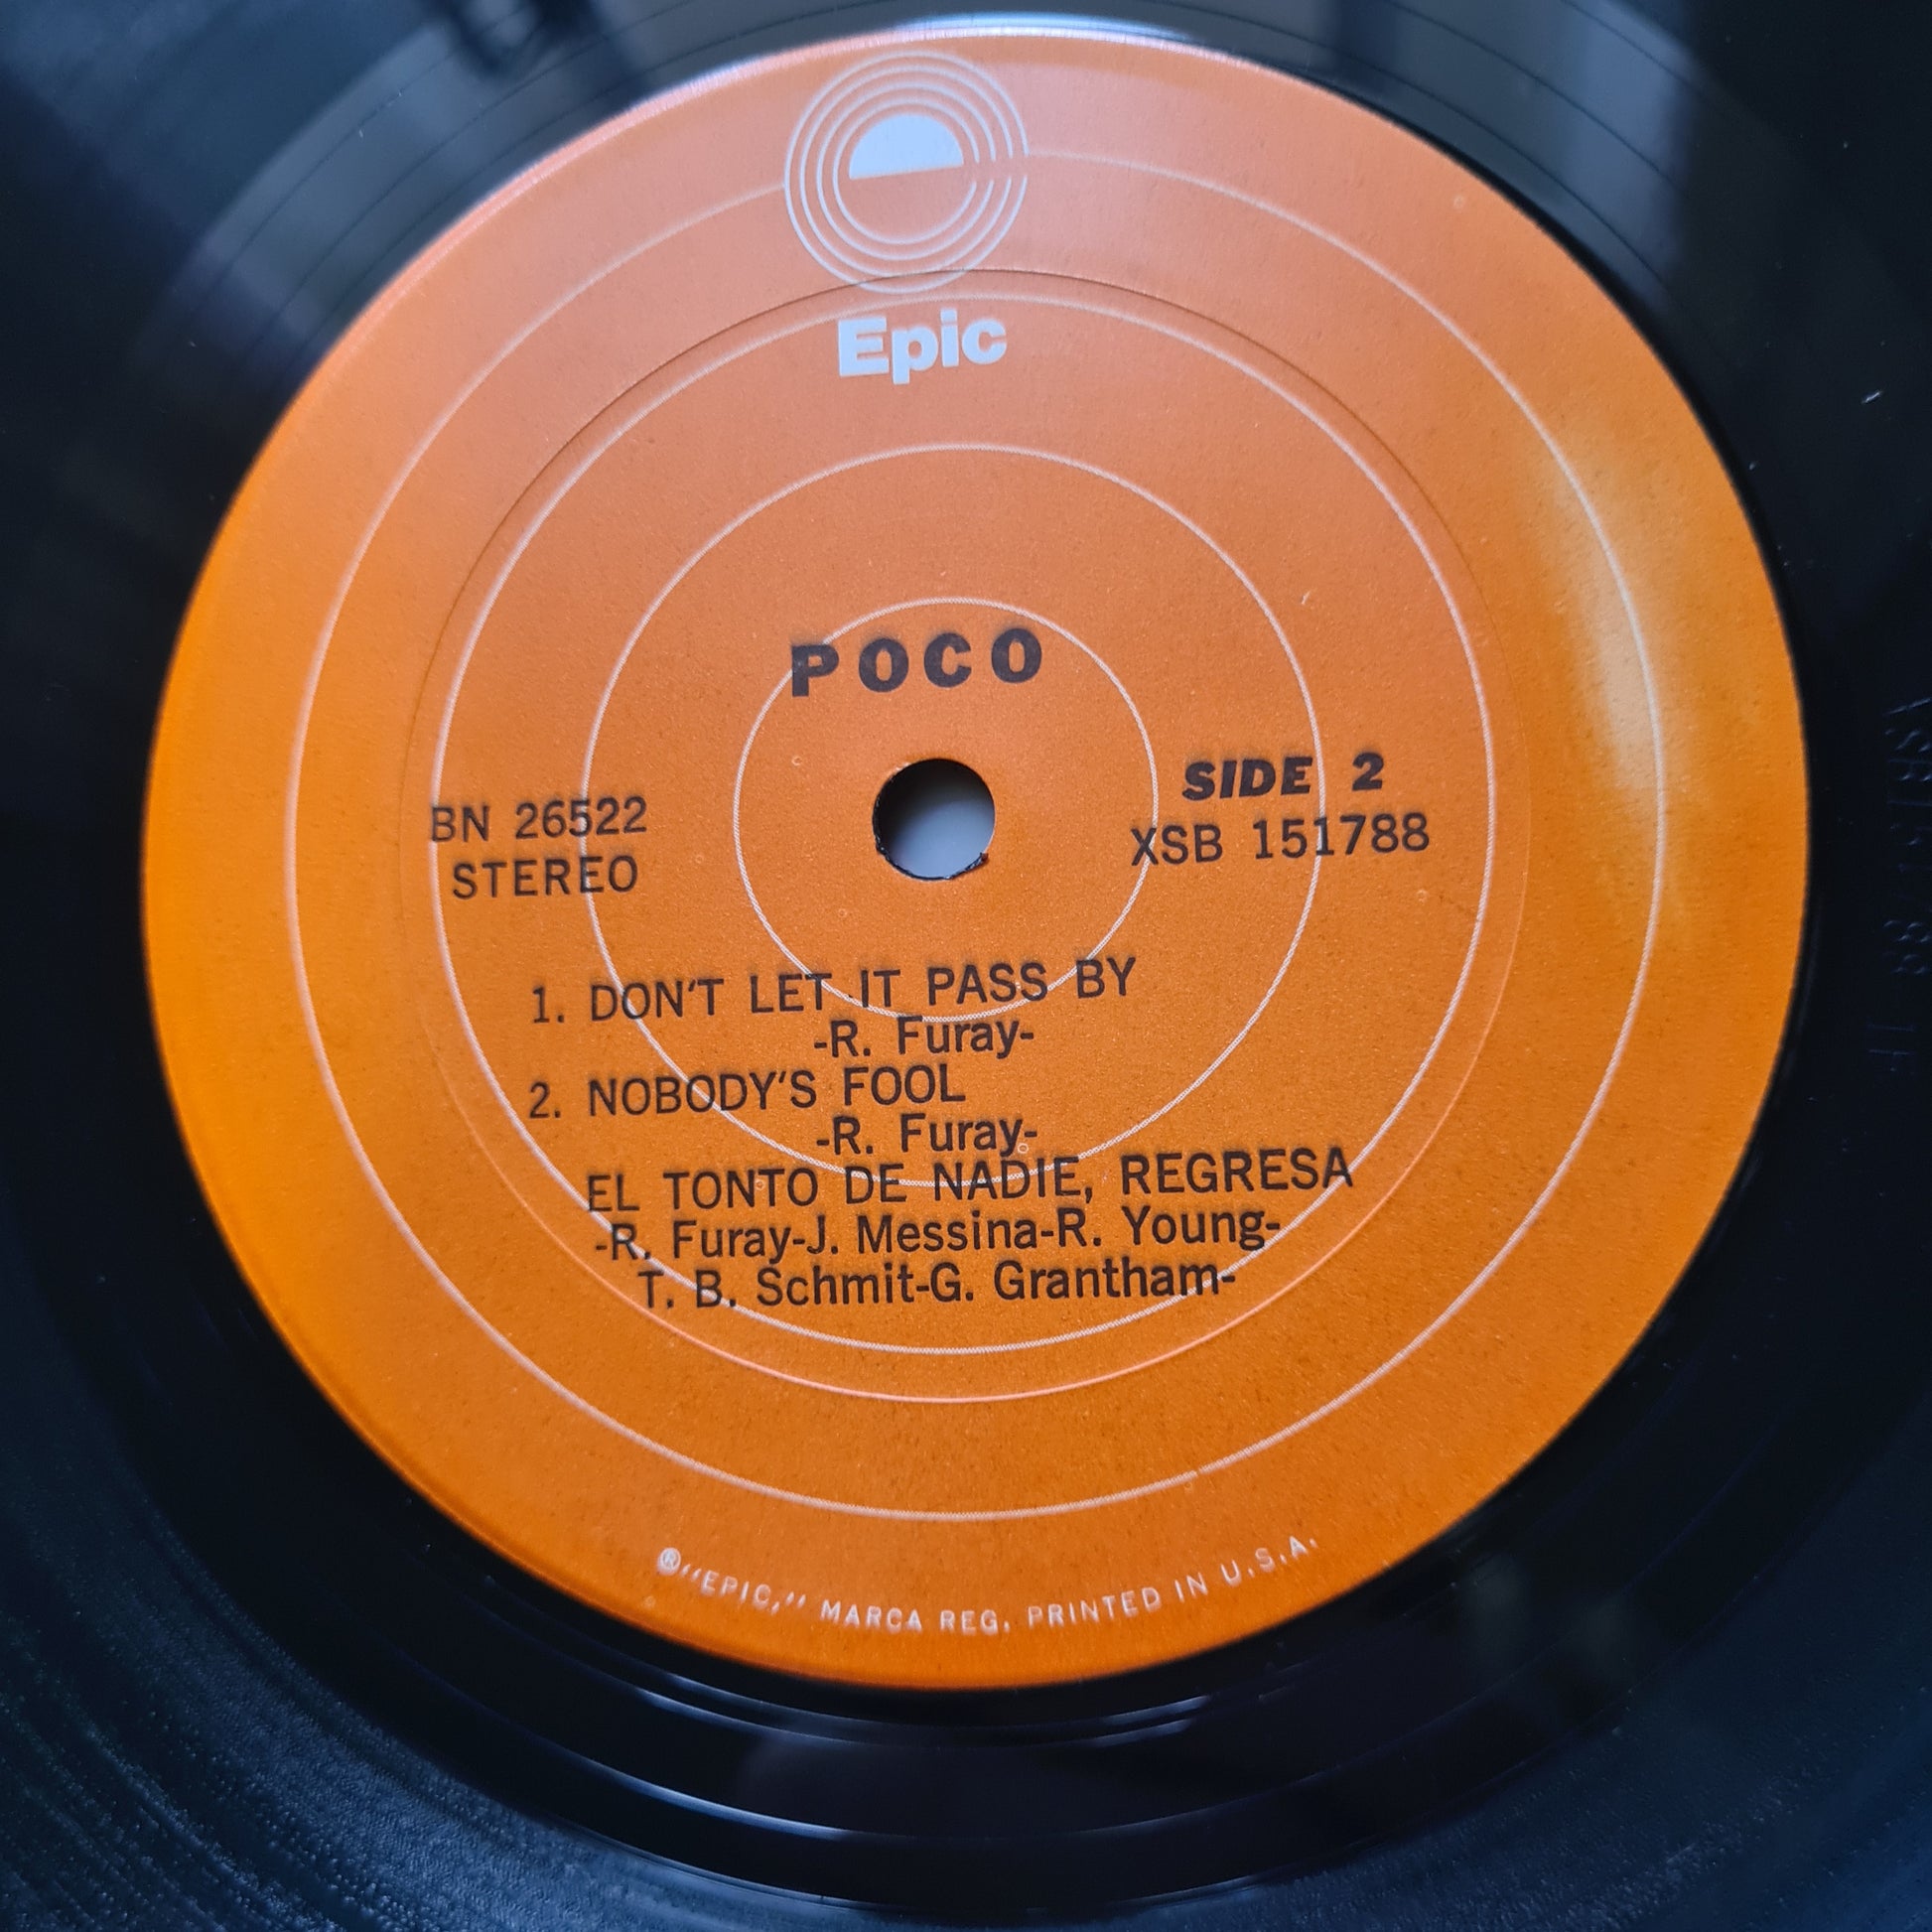 Epic
POCO
SIDE 2
BN 26522
XSB 151788
STEREO
1. DON'T LET IT PASS BY
-R. Furay-
2. NOBODY'S FOOL
-R. Furay-
EL TONTO DE NADIE, REGRESA
-R. Furay-J. Messina-R. Young-
T. B. Schmit-G. Grantham-
®"EPIC," MARCA REG. PRINTED IN U.S.A.